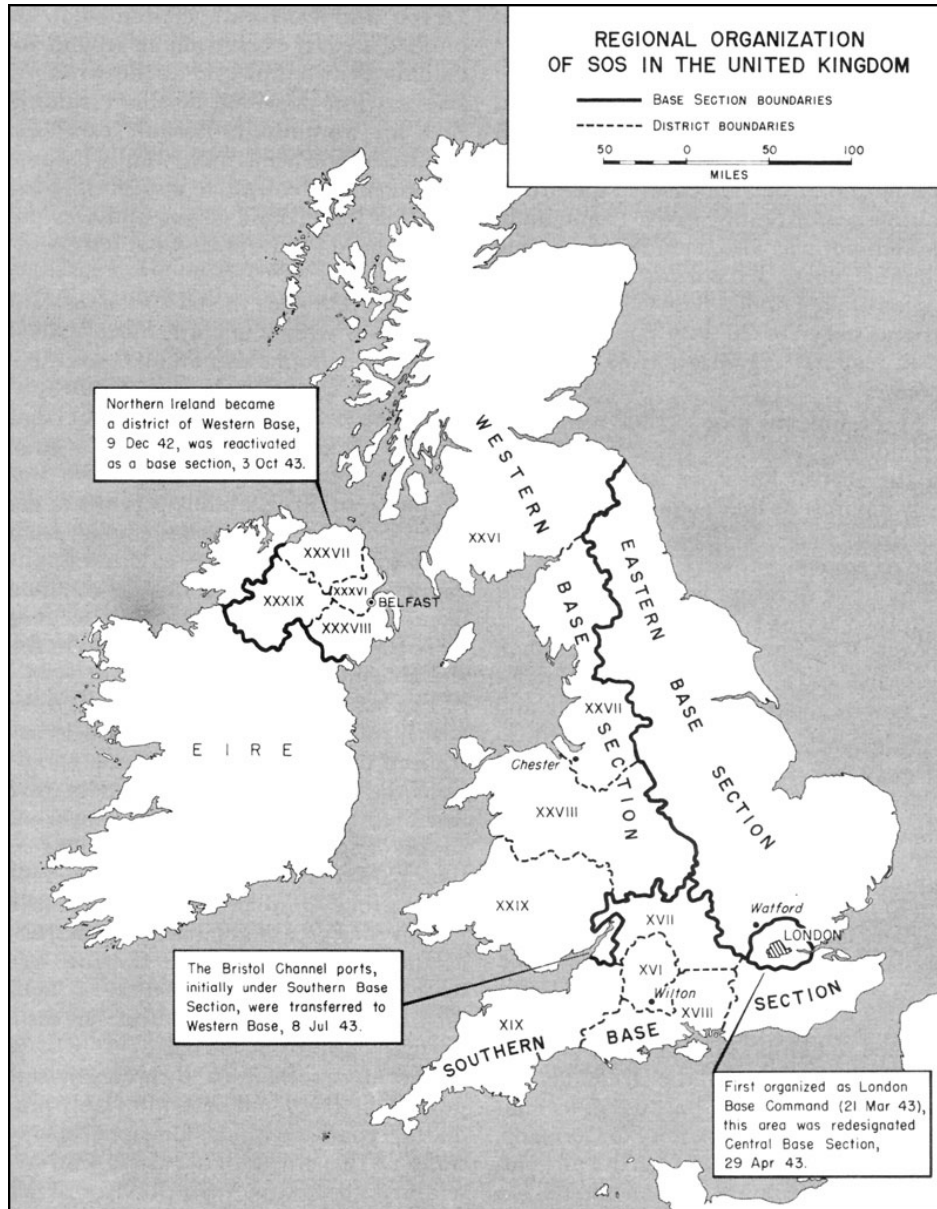 REGIONAL ORGANIZATION
OF SOS IN THE UNITED KINGDOM
BASE SECTION BOUNDARIES
DISTRICT BOUNDARIES
50 0 50 100
MILES
Northern Ireland became
a district of Western Base,
9 Dec 42, was reactivated
as a base section, 3 Oct 43.
WESTERN BASE SECTION
EASTERN BASE SECTION
XXVI
XXXVII
XXXVI
XXXIX
BELFAST
XXXVIII
EIRE
XXVII
Chester
XXVIII
XXIX
XVII
Watford
LONDON
The Bristol Channel ports,
initially under Southern Base
Section, were transferred to
Western Base, 8 Jul 43.
XVI
Wilton
XVIII
XIX
SOUTHERN BASE SECTION
First organized as London
Base Command (21 Mar 43),
this area was redesignated
Central Base Section,
29 Apr 43.